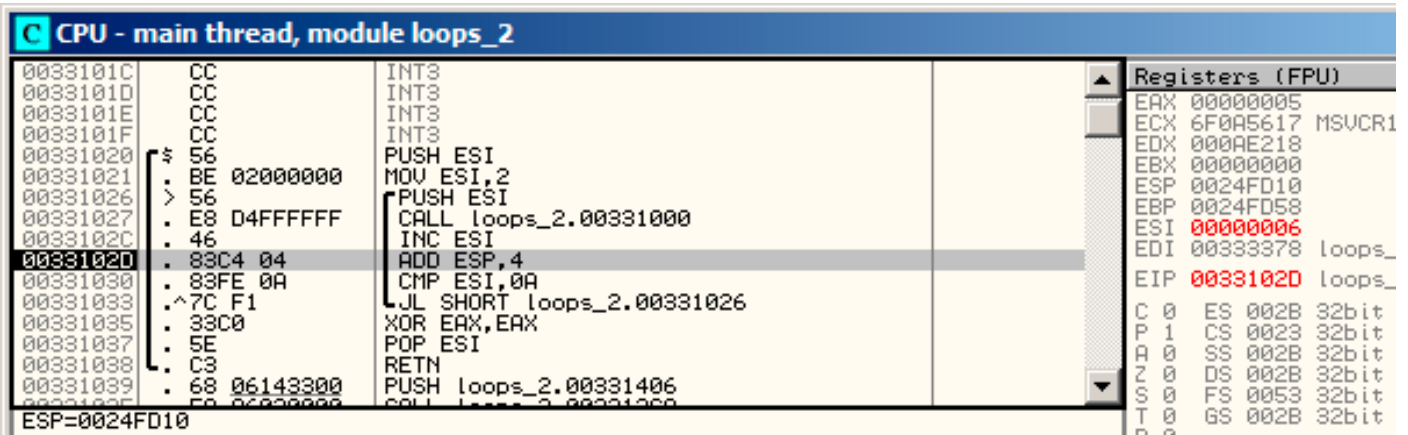 C CPU - main thread, module loops_2
0033101C CC INT3
0033101D CC INT3
0033101E CC INT3
0033101F CC INT3
00331020 $ 56 PUSH ESI
00331021 . BE 02000000 MOV ESI,2
00331026 > 56 PUSH ESI
00331027 . E8 D4FFFFFF CALL loops_2.00331000
0033102C . 46 INC ESI
0033102D . 83C4 04 ADD ESP,4
00331030 . 83FE 0A CMP ESI,0A
00331033 .^7C F1 JL SHORT loops_2.00331026
00331035 . 33C0 XOR EAX,EAX
00331037 . 5E POP ESI
00331038 . C3 RETN
00331039 . 68 06143300 PUSH loops_2.00331406
ESP=0024FD10
Registers (FPU)
EAX 00000005
ECX 6F0A5617 MSVCR1
EDX 000AE218
EBX 00000000
ESP 0024FD10
EBP 0024FD58
ESI 00000006
EDI 00333378 loops_
EIP 0033102D loops_
C 0 ES 002B 32bit
P 1 CS 0023 32bit
A 0 SS 002B 32bit
Z 0 DS 002B 32bit
S 0 FS 0053 32bit
T 0 GS 002B 32bit